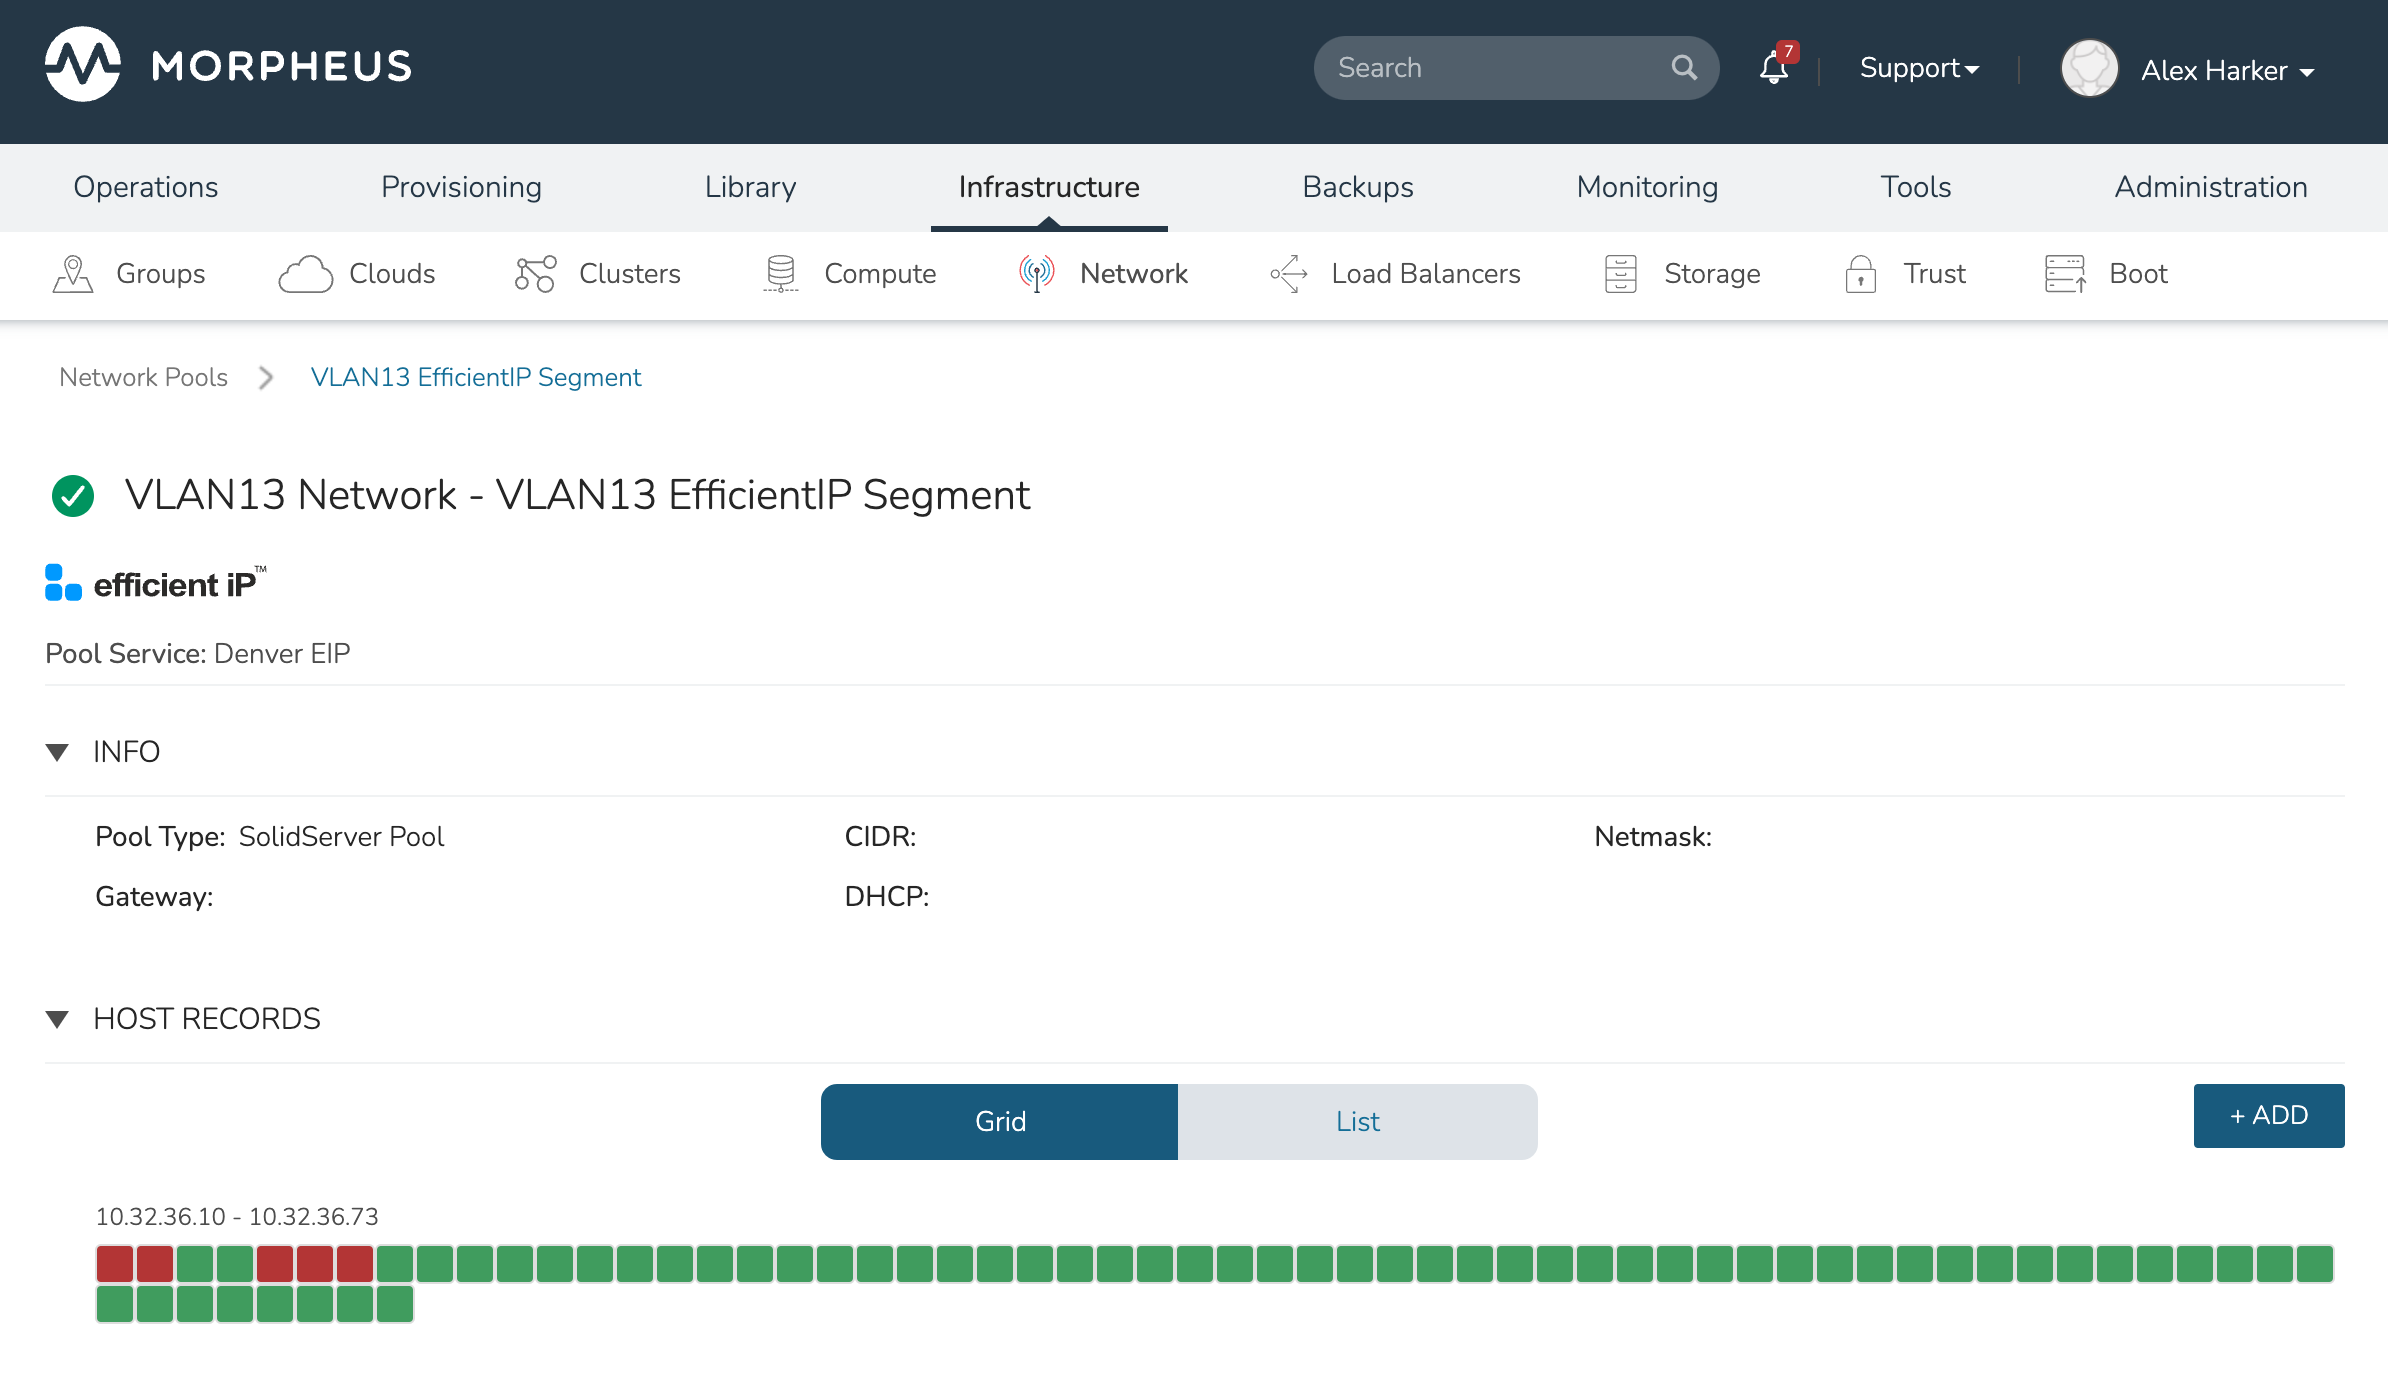 MORPHEUS
Search
7
Support
Alex Harker
Operations
Provisioning
Library
Infrastructure
Backups
Monitoring
Tools
Administration
Groups
Clouds
Clusters
Compute
Network
Load Balancers
Storage
Trust
Boot
Network Pools
VLAN13 EfficientIP Segment
VLAN13 Network - VLAN13 EfficientIP Segment
efficient iP™
Pool Service: Denver EIP
INFO
Pool Type: SolidServer Pool
CIDR:
Netmask:
Gateway:
DHCP:
HOST RECORDS
Grid
List
+ ADD
10.32.36.10 - 10.32.36.73